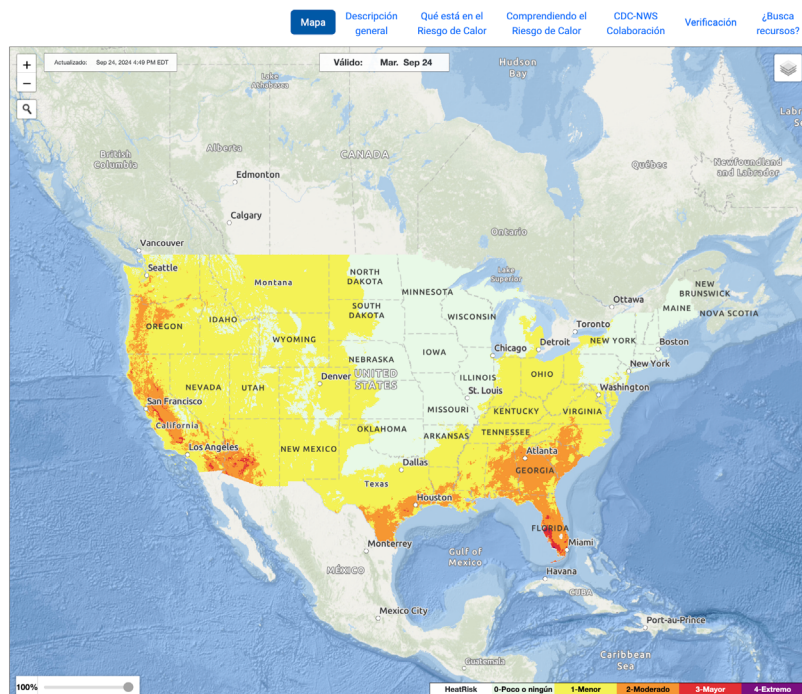 Mapa
Descripción
general
Qué está en el
Riesgo de Calor
Comprendiendo el
Riesgo de Calor
CDC-NWS
Colaboración
Verificación
¿Busca
recursos?
+
−
Actualizado: Sep 24, 2024 4:49 PM EDT
Válido: Mar. Sep 24
Hudson
Bay
Lake
Athabasca
Labr
S
British
Columbia
Alberta
CANADA
Québec
Newfoundland
and Labrador
Edmonton
Calgary
Ontario
Vancouver
Seattle
Montana
NORTH
DAKOTA
MINNESOTA
Lake
Superior
NEW
BRUNSWICK
Ottawa
MAINE
NOVA SCOTIA
SOUTH
DAKOTA
WISCONSIN
Toronto
IDAHO
OREGON
WYOMING
Detroit
NEW YORK
Boston
Chicago
IOWA
NEBRASKA
New York
NEVADA
UTAH
Denver
UNITED
STATES
ILLINOIS
OHIO
St. Louis
Washington
San Francisco
MISSOURI
KENTUCKY
VIRGINIA
California
OKLAHOMA
ARKANSAS
TENNESSEE
Los Angeles
NEW MEXICO
Atlanta
Dallas
GEORGIA
Texas
Houston
FLORIDA
Monterrey
Miami
Gulf of
Mexico
MÉXICO
Havana
CUBA
Mexico City
Port-au-Prince
Caribbean
Sea
Guatemala
100%
HeatRisk 0-Poco o ningún 1-Menor 2-Moderado 3-Mayor 4-Extremo